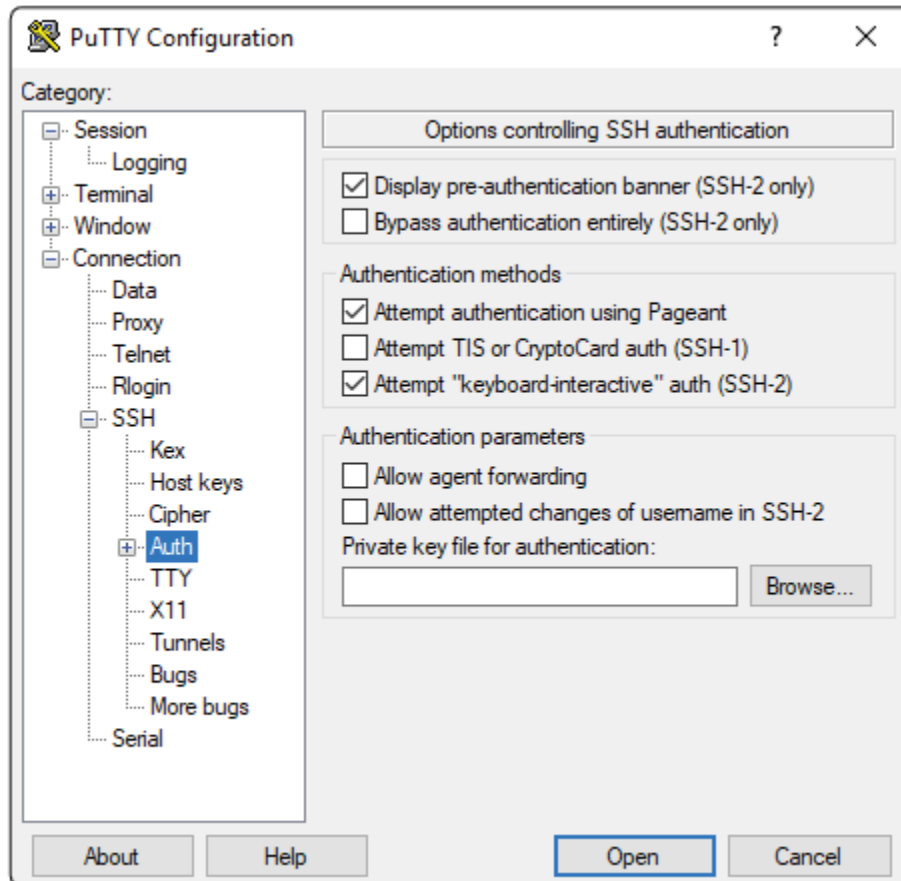 PuTTY Configuration
?
Category:
Session
Logging
Terminal
Window
Connection
Data
Proxy
Telnet
Rlogin
SSH
Kex
Host keys
Cipher
Auth
TTY
X11
Tunnels
Bugs
More bugs
Serial
Options controlling SSH authentication
Display pre-authentication banner (SSH-2 only)
Bypass authentication entirely (SSH-2 only)
Authentication methods
Attempt authentication using Pageant
Attempt TIS or CryptoCard auth (SSH-1)
Attempt "keyboard-interactive" auth (SSH-2)
Authentication parameters
Allow agent forwarding
Allow attempted changes of username in SSH-2
Private key file for authentication:
Browse...
About
Help
Open
Cancel